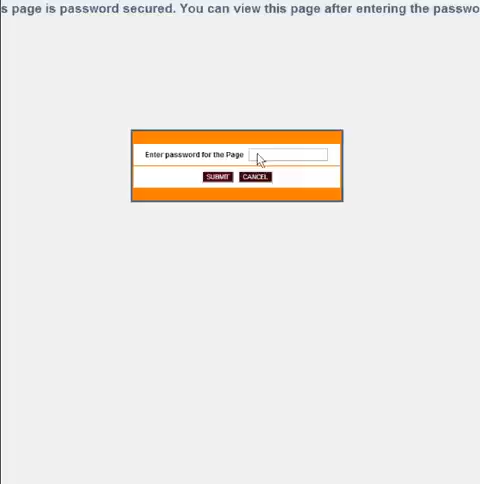 s page is password secured. You can view this page after entering the passwo
Enter password for the Page
SUBMIT CANCEL